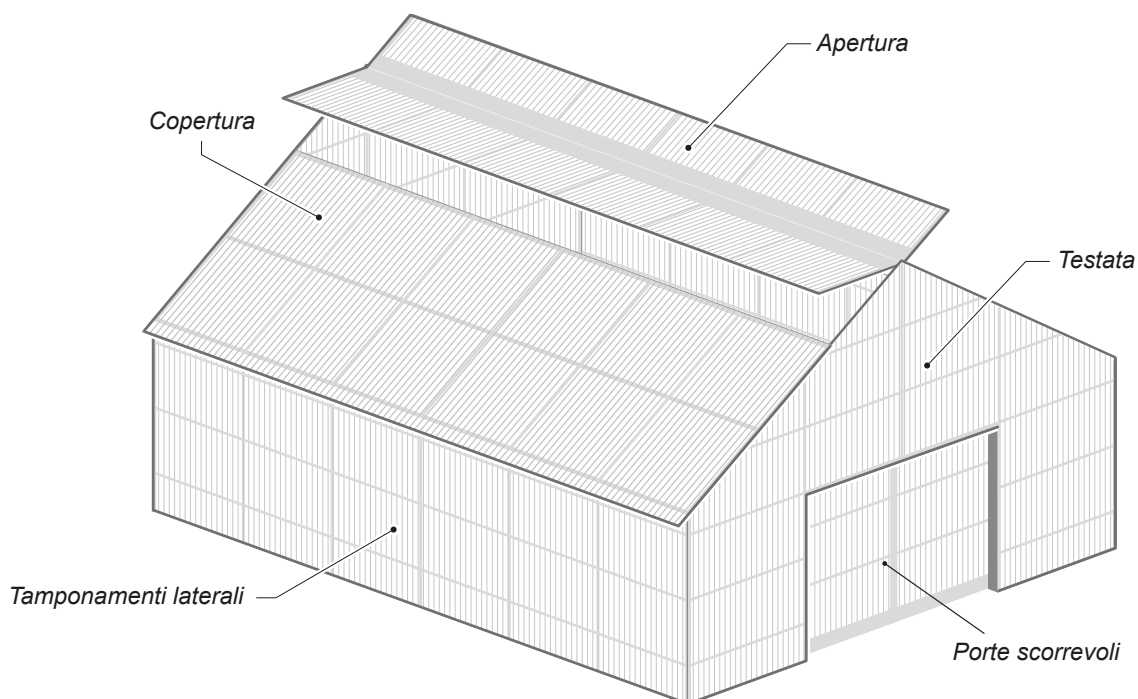 Apertura
Copertura
Testata
Tamponamenti laterali
Porte scorrevoli